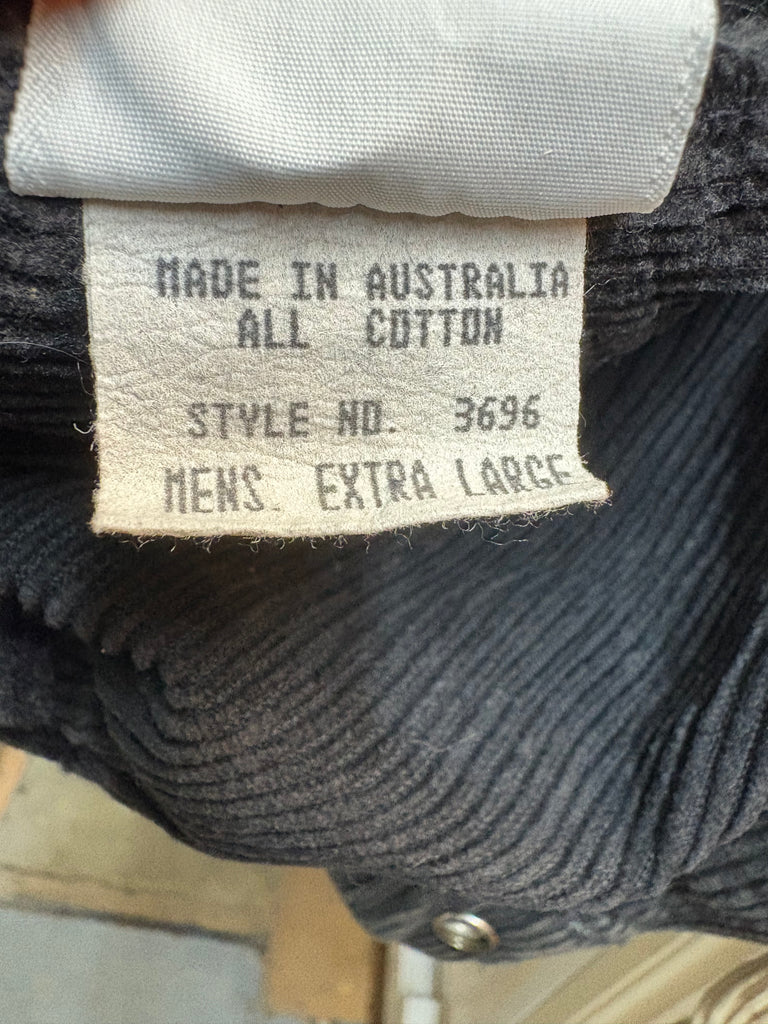 MADE IN AUSTRALIA
ALL COTTON
STYLE NO. 3696
MENS. EXTRA LARGE